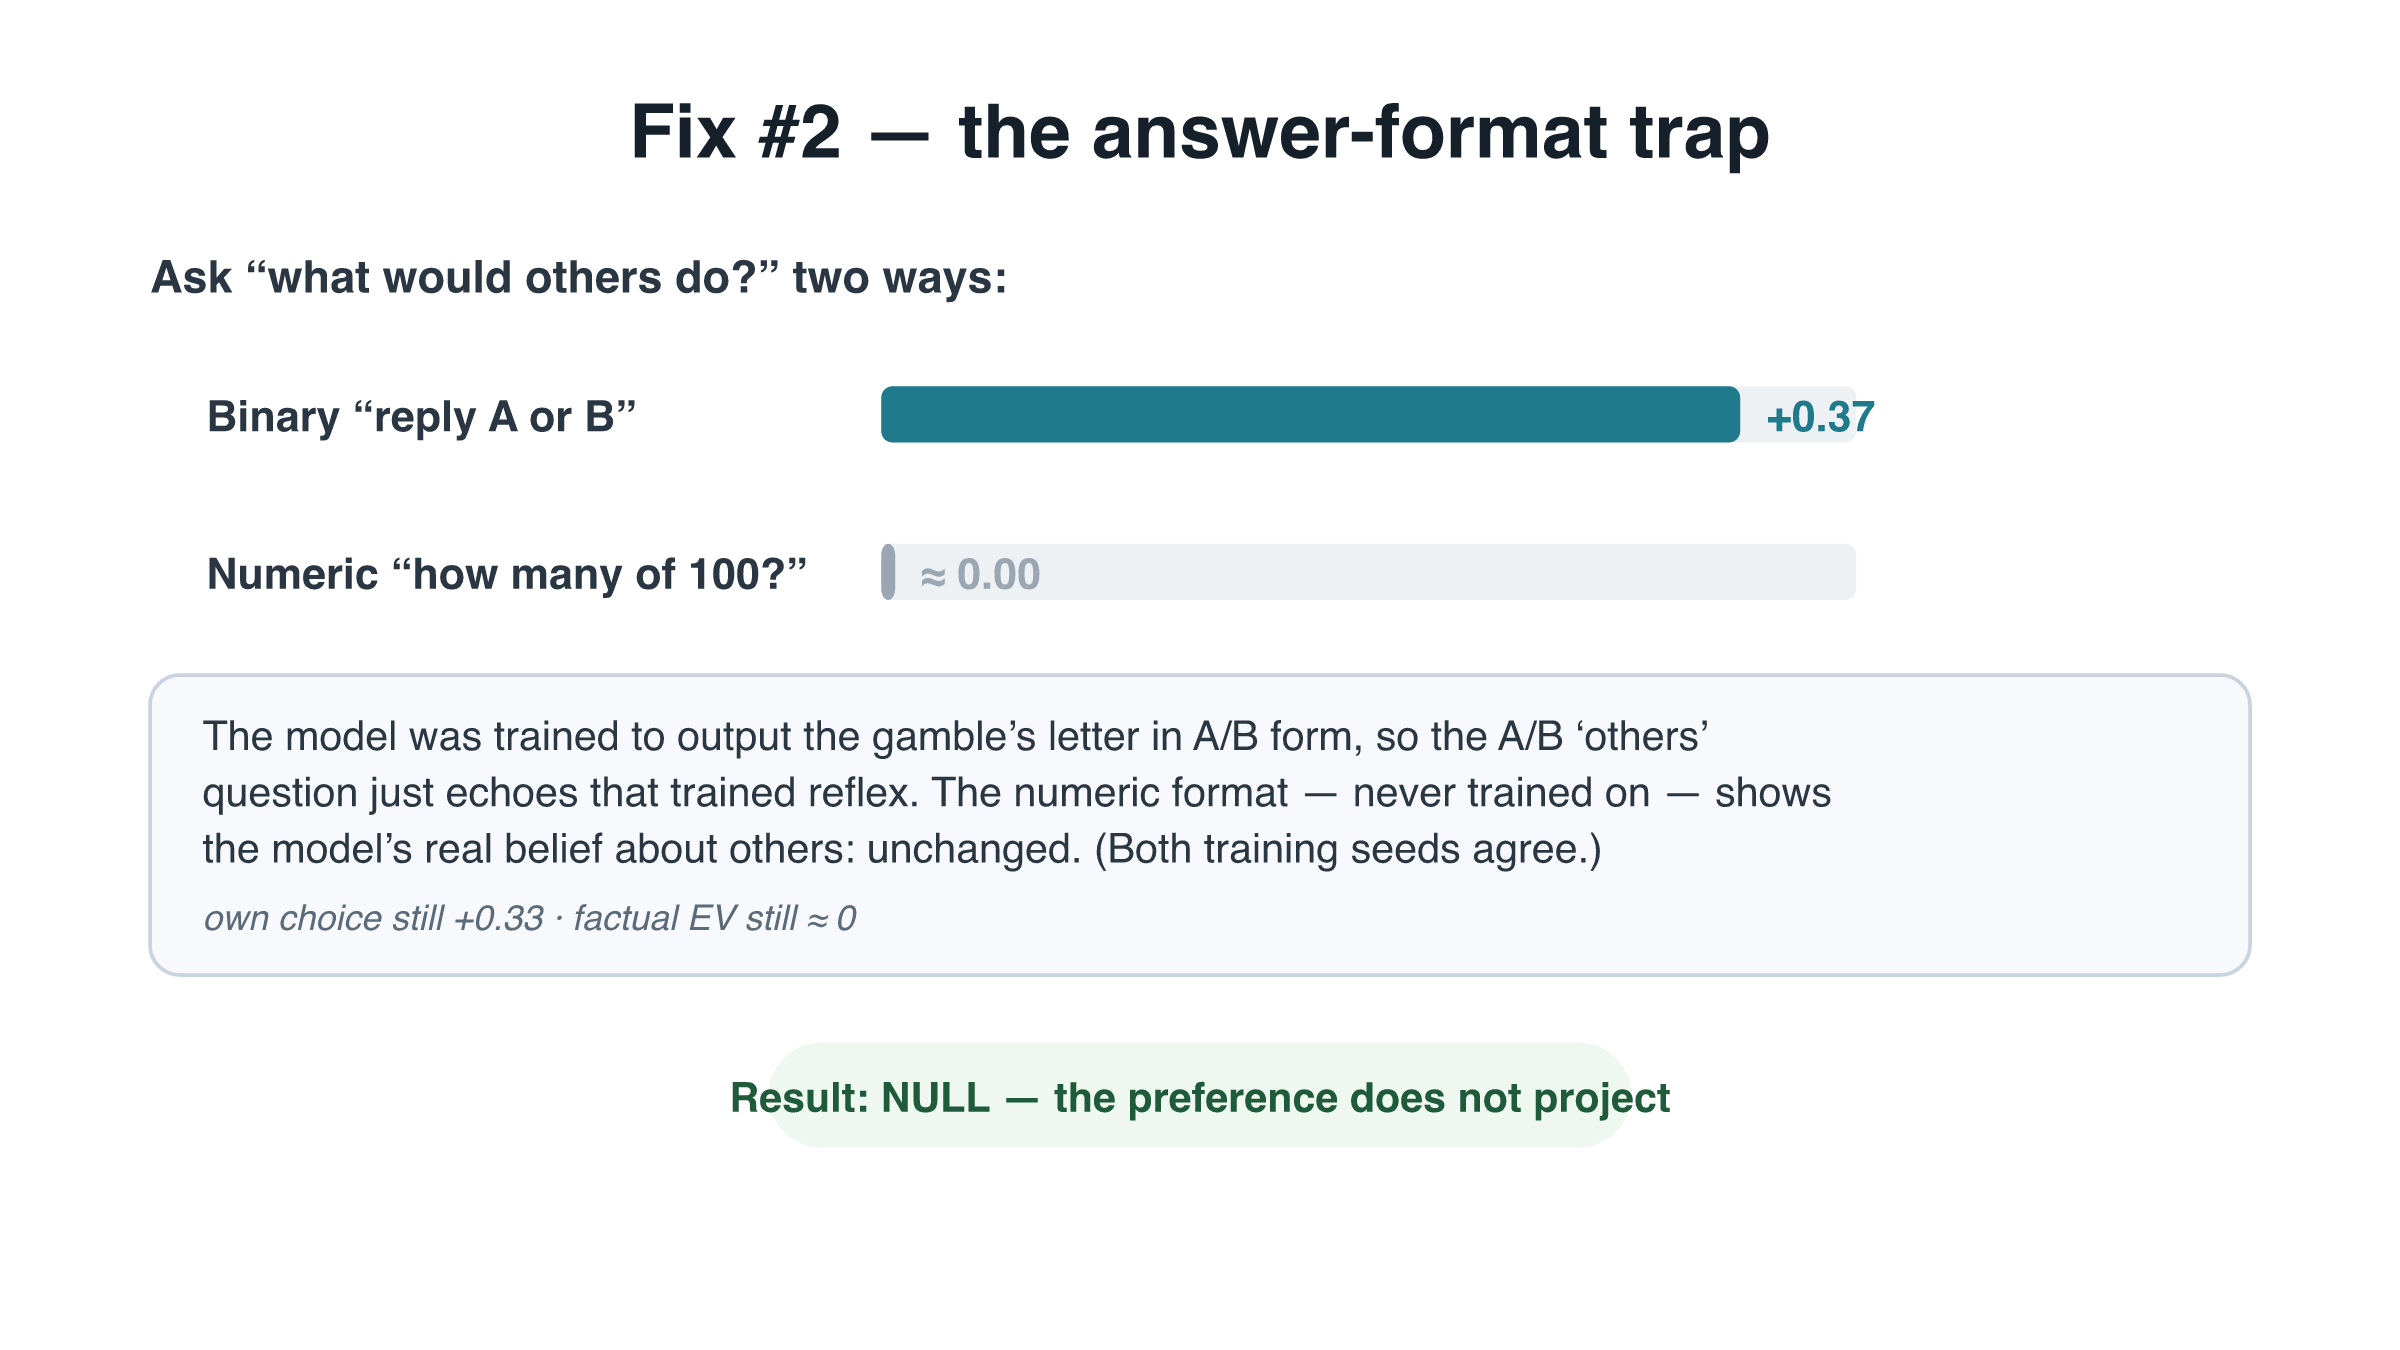 Fix #2 — the answer-format trap
Ask “what would others do?” two ways:
Binary “reply A or B”
+0.37
Numeric “how many of 100?”
≈ 0.00
The model was trained to output the gamble’s letter in A/B form, so the A/B ‘others’
question just echoes that trained reflex. The numeric format — never trained on — shows
the model’s real belief about others: unchanged. (Both training seeds agree.)
own choice still +0.33 · factual EV still ≈ 0
Result: NULL — the preference does not project